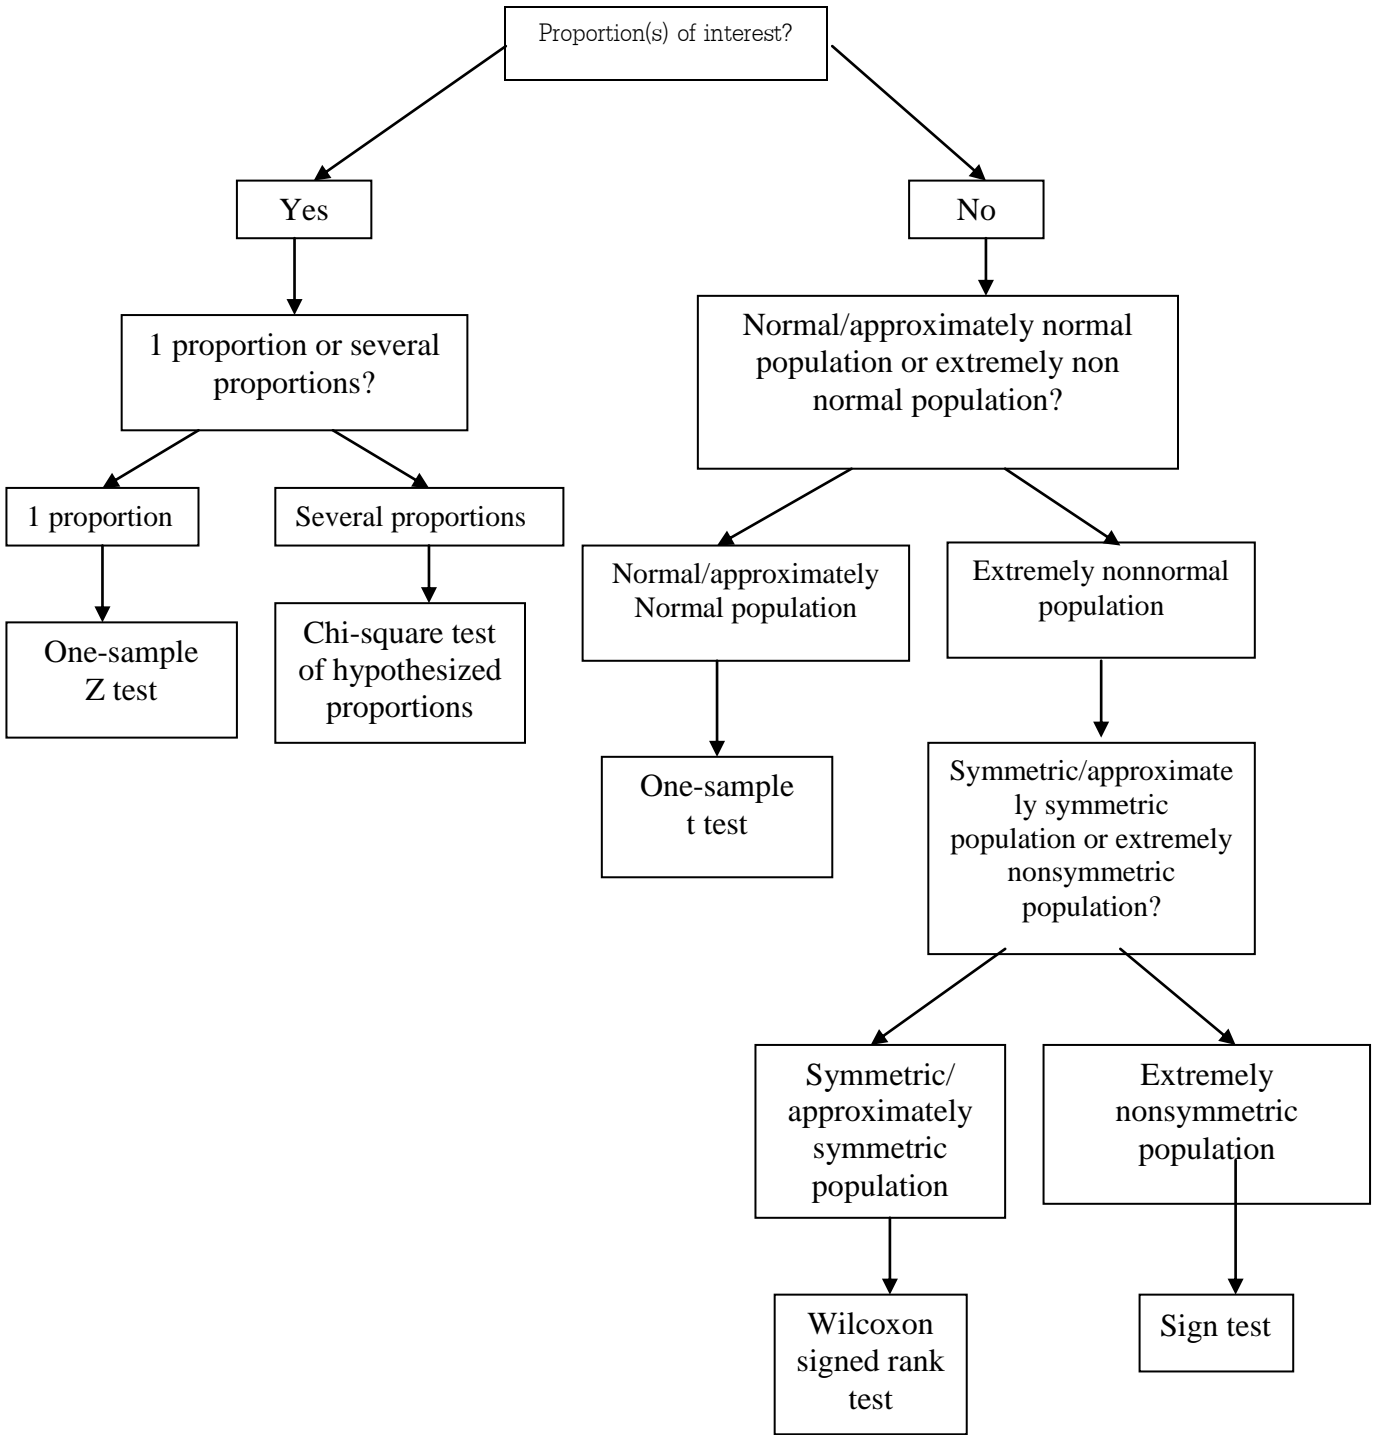 Proportion(s) of interest?
Yes
No
1 proportion or several
proportions?
Normal/approximately normal
population or extremely non
normal population?
1 proportion
Several proportions
Normal/approximately
Normal population
Extremely nonnormal
population
One-sample
Z test
Chi-square test
of hypothesized
proportions
One-sample
t test
Symmetric/approximate
ly symmetric
population or extremely
nonsymmetric
population?
Symmetric/
approximately
symmetric
population
Extremely
nonsymmetric
population
Wilcoxon
signed rank
test
Sign test